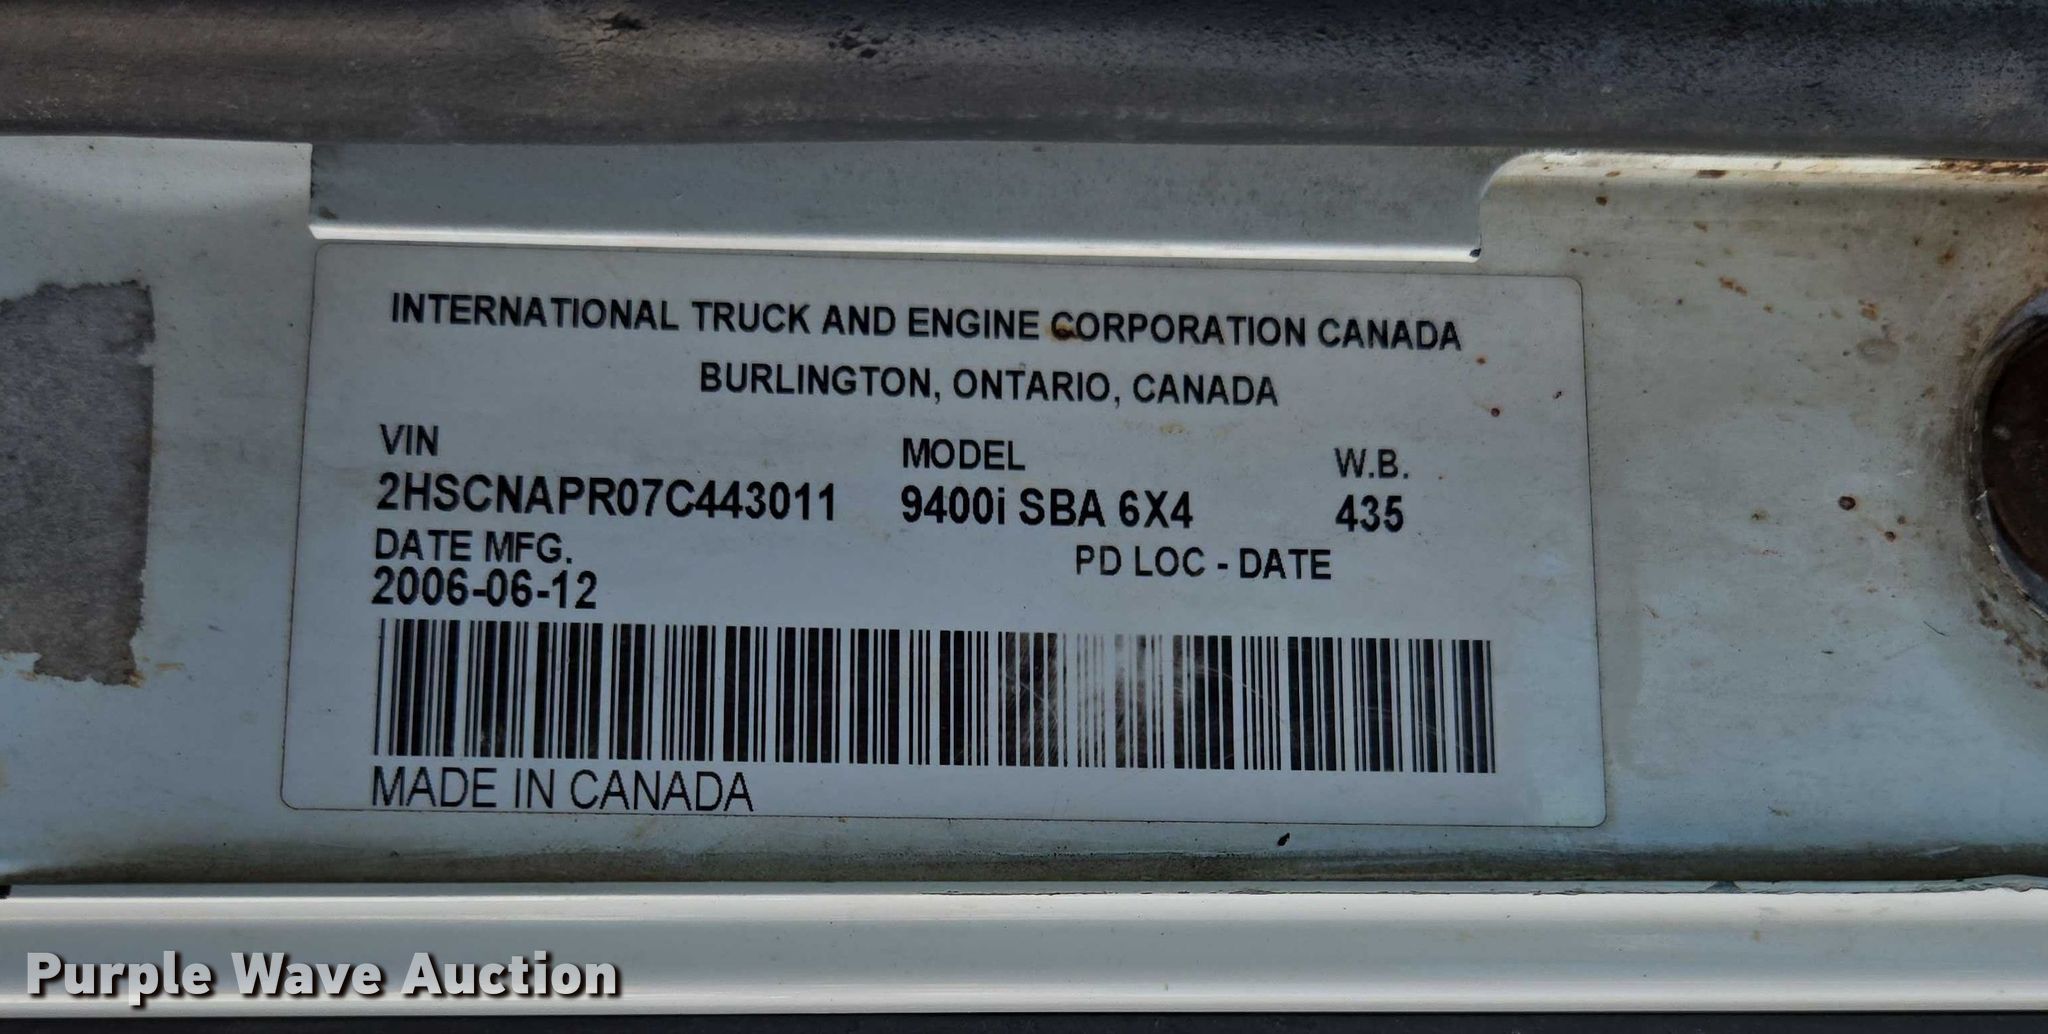 INTERNATIONAL TRUCK AND ENGINE CORPORATION CANADA
BURLINGTON, ONTARIO, CANADA
VIN MODEL W.B.
2HSCNAPR07C443011 9400i SBA 6X4 435
DATE MFG. PD LOC - DATE
2006-06-12
MADE IN CANADA
Purple Wave Auction